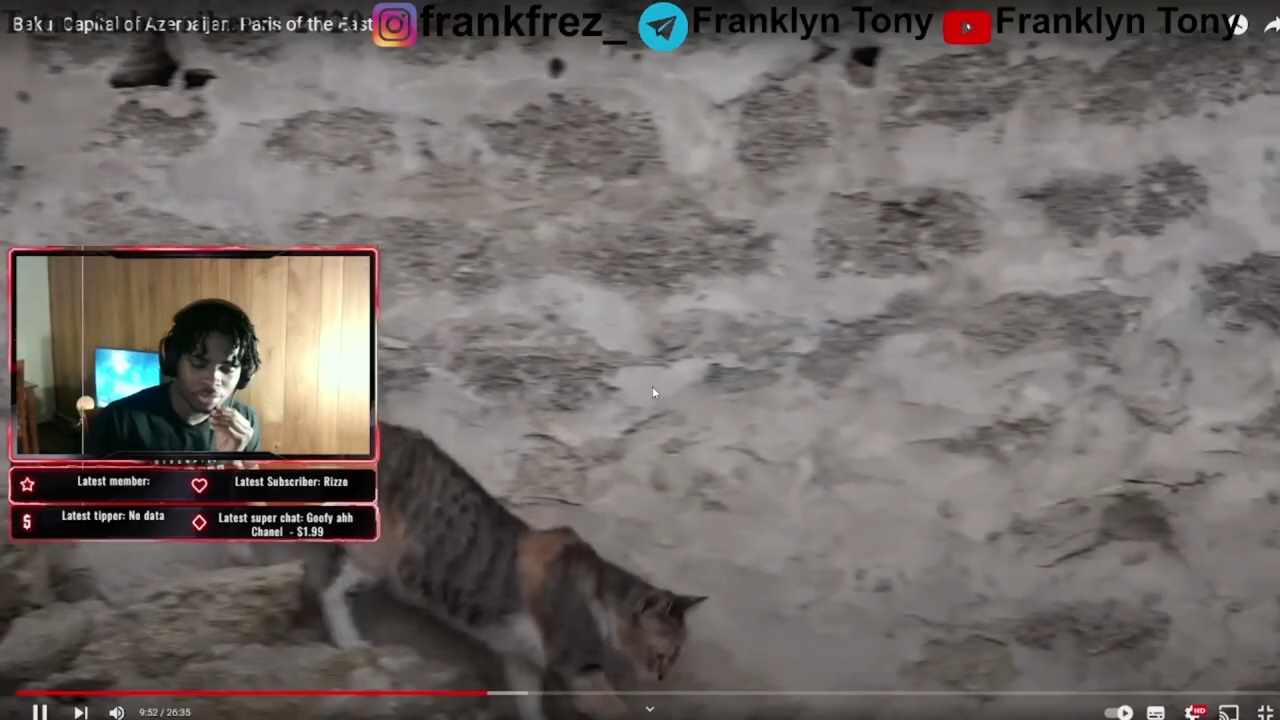 Baku. Capital of Azerbaijan. Paris of the East
frankfrez_
Franklyn Tony
Franklyn Tony
Latest member:
Latest Subscriber: Rizzo
Latest tipper: No data
Latest super chat: Goofy ahh
Chanel - $1.99
9:52 / 26:35
HD